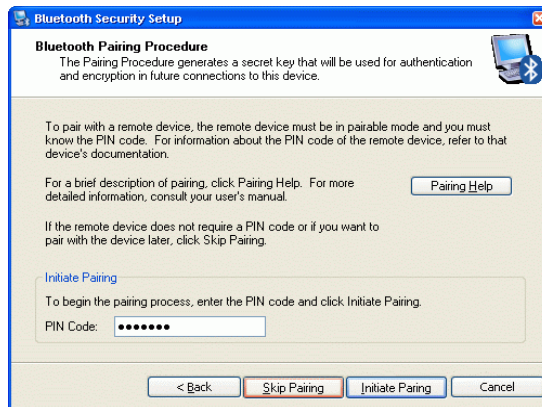 Bluetooth Security Setup
Bluetooth Pairing Procedure
The Pairing Procedure generates a secret key that will be used for authentication
and encryption in future connections to this device.
To pair with a remote device, the remote device must be in pairable mode and you must
know the PIN code. For information about the PIN code of the remote device, refer to that
device's documentation.
For a brief description of pairing, click Pairing Help. For more
detailed information, consult your user's manual.
Pairing Help
If the remote device does not require a PIN code or if you want to
pair with the device later, click Skip Pairing.
Initiate Pairing
To begin the pairing process, enter the PIN code and click Initiate Pairing.
PIN Code: •••••••
< Back Skip Pairing Initiate Paring Cancel